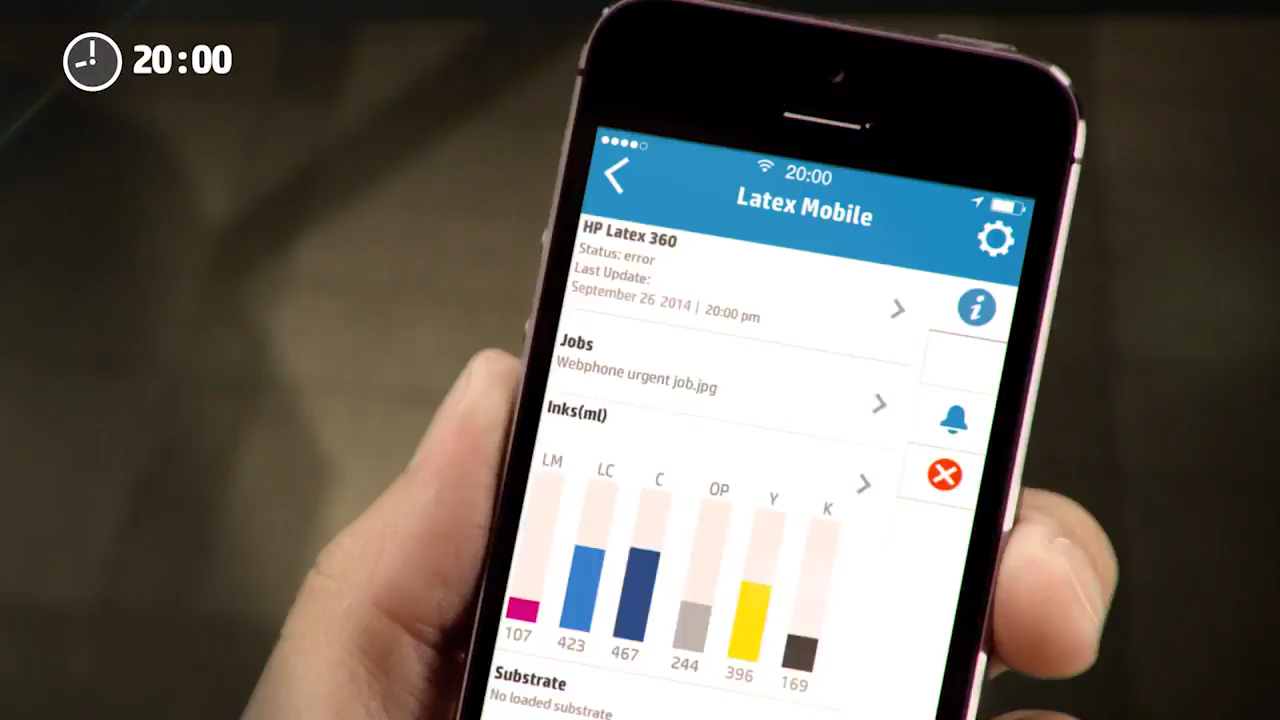 20:00
20:00
Latex Mobile
HP Latex 360
Status: error
Last Update:
September 26 2014 | 20:00 pm
Jobs
Webphone urgent job.jpg
Inks(ml)
LM LC C OP Y K
107 423 467 244 396 169
Substrate
No loaded substrate